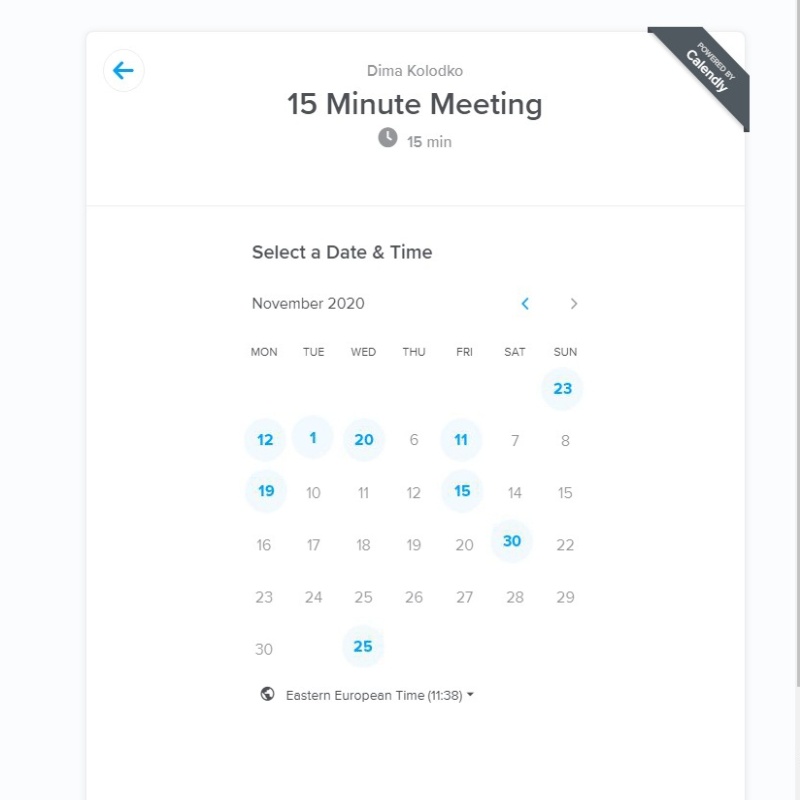 POWERED BY
Calendly
Dima Kolodko
15 Minute Meeting
15 min
Select a Date & Time
November 2020
MON TUE WED THU FRI SAT SUN
23
12 1 20 6 11 7 8
19 10 11 12 15 14 15
16 17 18 19 20 30 22
23 24 25 26 27 28 29
30 25
Eastern European Time (11:38)